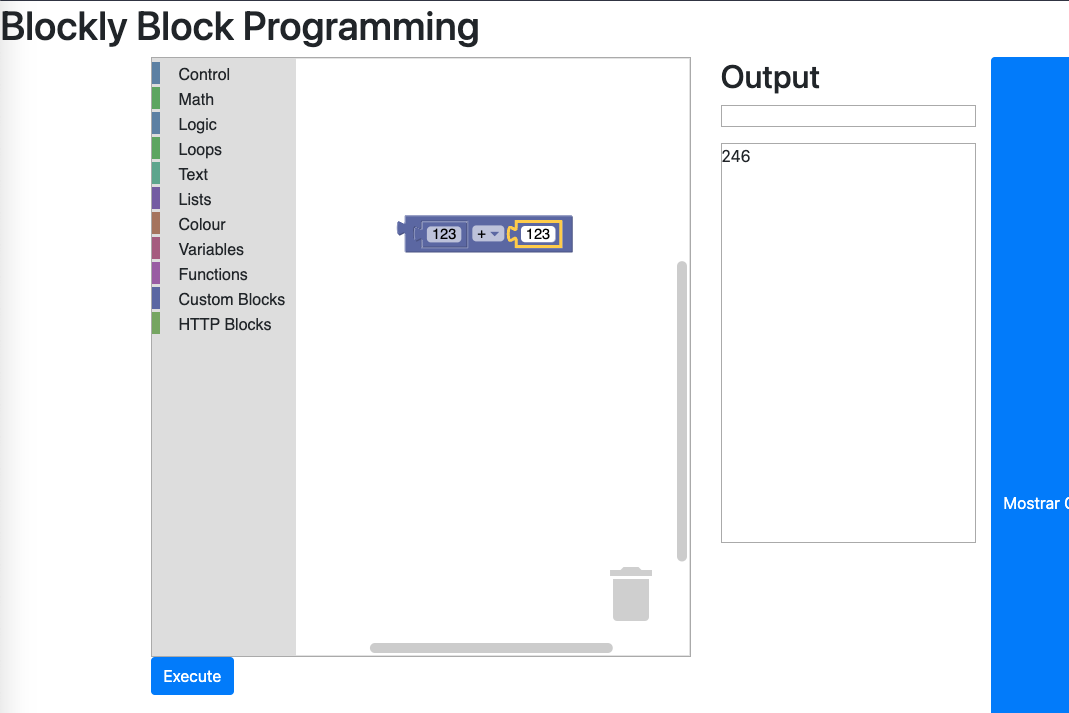 Blockly Block Programming
Control
Math
Logic
Loops
Text
Lists
Colour
Variables
Functions
Custom Blocks
HTTP Blocks
123 + 123
Execute
Output
246
Mostrar